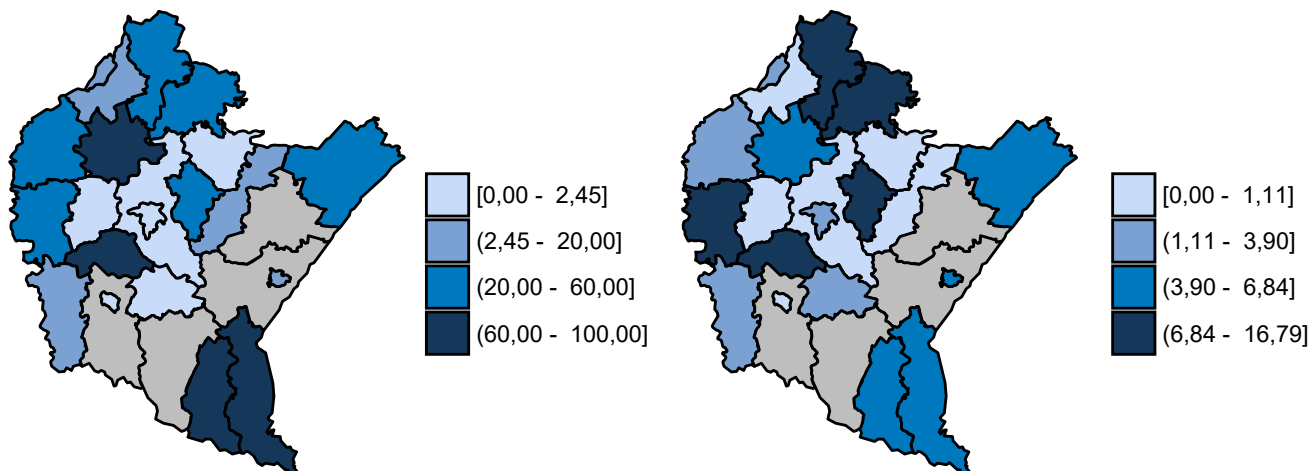 [0,00 -  2,45]
(2,45 -  20,00]
(20,00 -  60,00]
(60,00 -  100,00]
[0,00 -  1,11]
(1,11 -  3,90]
(3,90 -  6,84]
(6,84 -  16,79]